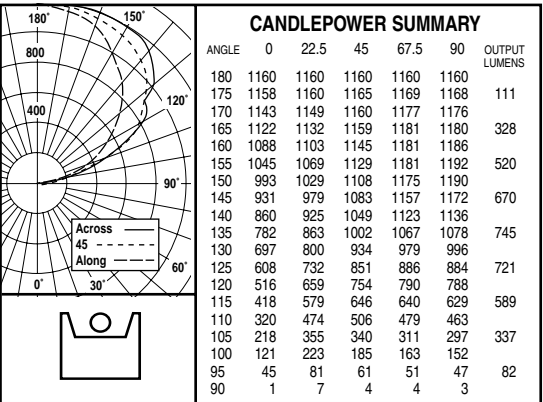 180˚ 150˚
800
120˚
400
90˚
Across
45
Along
60˚
0˚ 30˚
CANDLEPOWER SUMMARY
ANGLE 0 22.5 45 67.5 90 OUTPUT
LUMENS
180 1160 1160 1160 1160 1160
175 1158 1160 1165 1169 1168 111
170 1143 1149 1160 1177 1176
165 1122 1132 1159 1181 1180 328
160 1088 1103 1145 1181 1186
155 1045 1069 1129 1181 1192 520
150 993 1029 1108 1175 1190
145 931 979 1083 1157 1172 670
140 860 925 1049 1123 1136
135 782 863 1002 1067 1078 745
130 697 800 934 979 996
125 608 732 851 886 884 721
120 516 659 754 790 788
115 418 579 646 640 629 589
110 320 474 506 479 463
105 218 355 340 311 297 337
100 121 223 185 163 152
95 45 81 61 51 47 82
90 1 7 4 4 3